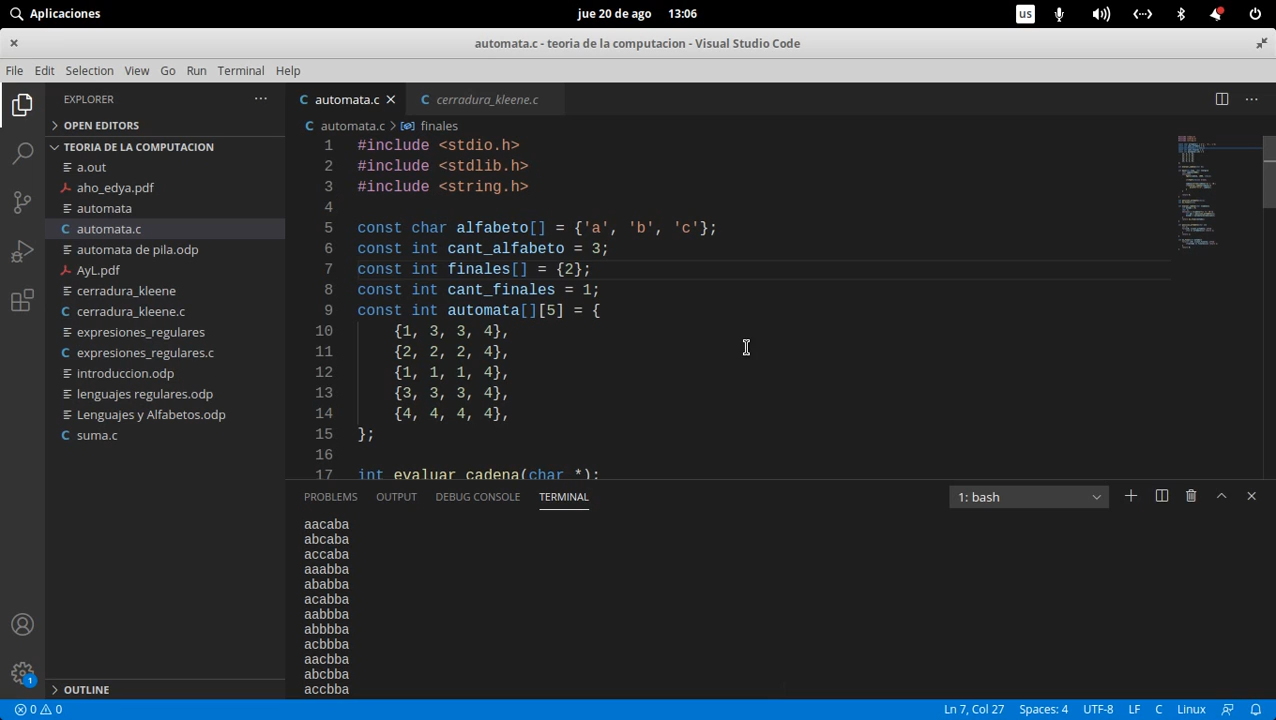 Aplicaciones
jue 20 de ago 13:06
us
automata.c - teoria de la computacion - Visual Studio Code
File Edit Selection View Go Run Terminal Help
EXPLORER
automata.c
cerradura_kleene.c
OPEN EDITORS
automata.c > finales
TEORIA DE LA COMPUTACION
a.out
aho_edya.pdf
automata
automata.c
automata de pila.odp
AyL.pdf
cerradura_kleene
cerradura_kleene.c
expresiones_regulares
expresiones_regulares.c
introduccion.odp
lenguajes regulares.odp
Lenguajes y Alfabetos.odp
suma.c
OUTLINE
1 #include <stdio.h>
2 #include <stdlib.h>
3 #include <string.h>
4
5 const char alfabeto[] = {'a', 'b', 'c'};
6 const int cant_alfabeto = 3;
7 const int finales[] = {2};
8 const int cant_finales = 1;
9 const int automata[][5] = {
10 {1, 3, 3, 4},
11 {2, 2, 2, 4},
12 {1, 1, 1, 4},
13 {3, 3, 3, 4},
14 {4, 4, 4, 4},
15 };
16
17 int evaluar_cadena(char *);
PROBLEMS OUTPUT DEBUG CONSOLE TERMINAL
1: bash
aacaba
abcaba
accaba
aaabba
ababba
acabba
aabbba
abbbba
acbbba
aacbba
abcbba
accbba
1
0 0
Ln 7, Col 27 Spaces: 4 UTF-8 LF C Linux